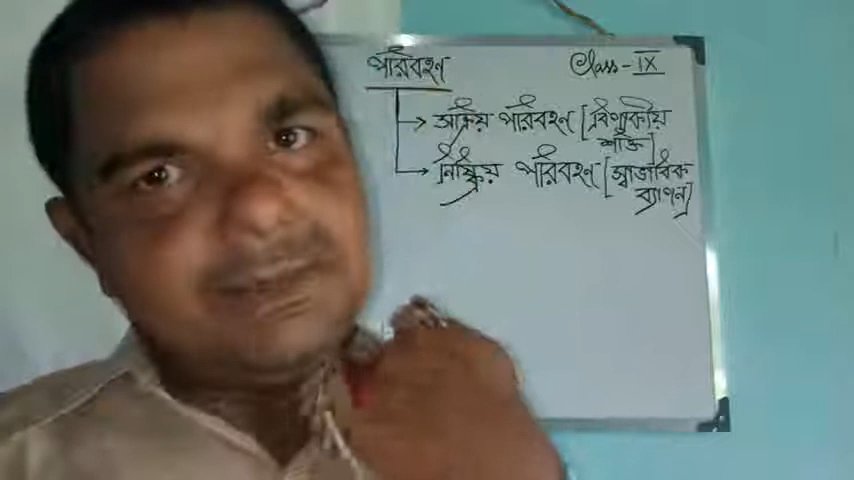 পরিবহণ
Class - IX
সক্রিয় পরিবহণ [বিপাকীয়
শক্তি]
নিষ্ক্রিয় পরিবহণ [স্বাভাবিক
ব্যাপন]